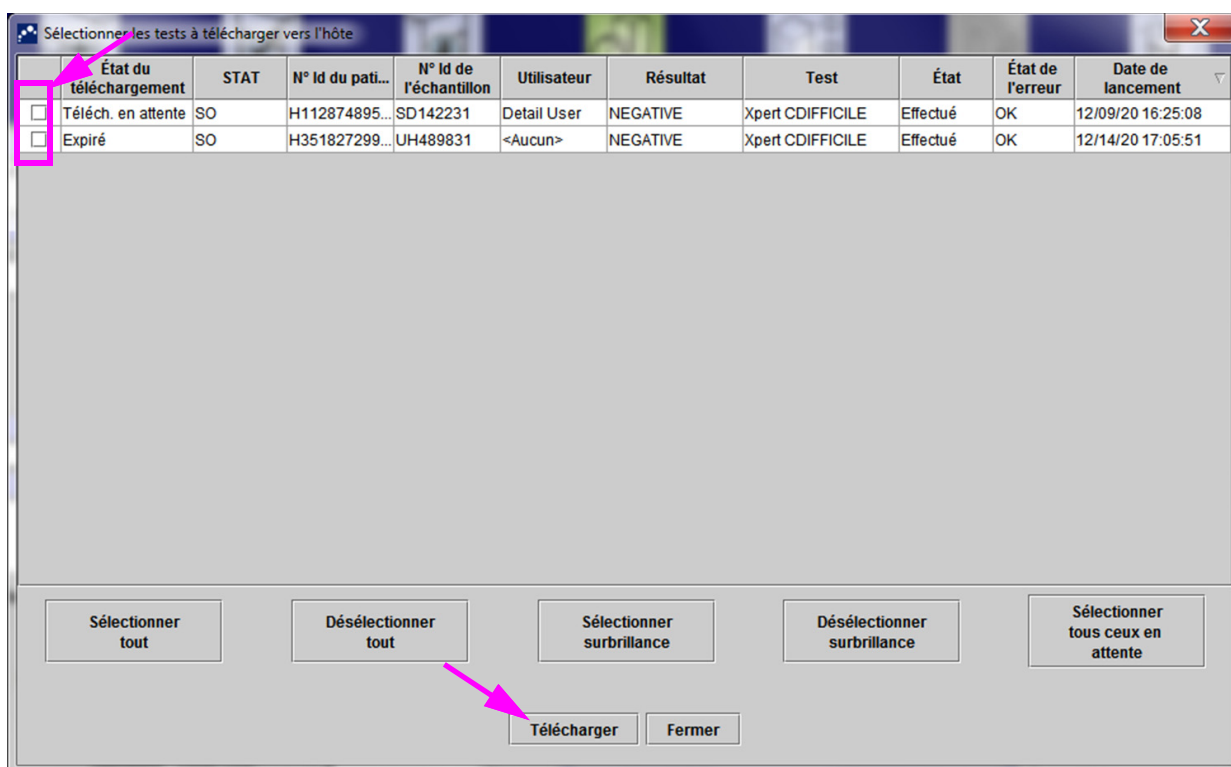 Sélectionner les tests à télécharger vers l'hôte
X
État du
téléchargement
STAT
N° Id du pati...
N° Id de
l'échantillon
Utilisateur
Résultat
Test
État
État de
l'erreur
Date de
lancement
Téléch. en attente SO H112874895... SD142231 Detail User NEGATIVE Xpert CDIFFICILE Effectué OK 12/09/20 16:25:08
Expiré SO H351827299... UH489831 <Aucun> NEGATIVE Xpert CDIFFICILE Effectué OK 12/14/20 17:05:51
Sélectionner
tout
Désélectionner
tout
Sélectionner
surbrillance
Désélectionner
surbrillance
Sélectionner
tous ceux en
attente
Télécharger
Fermer